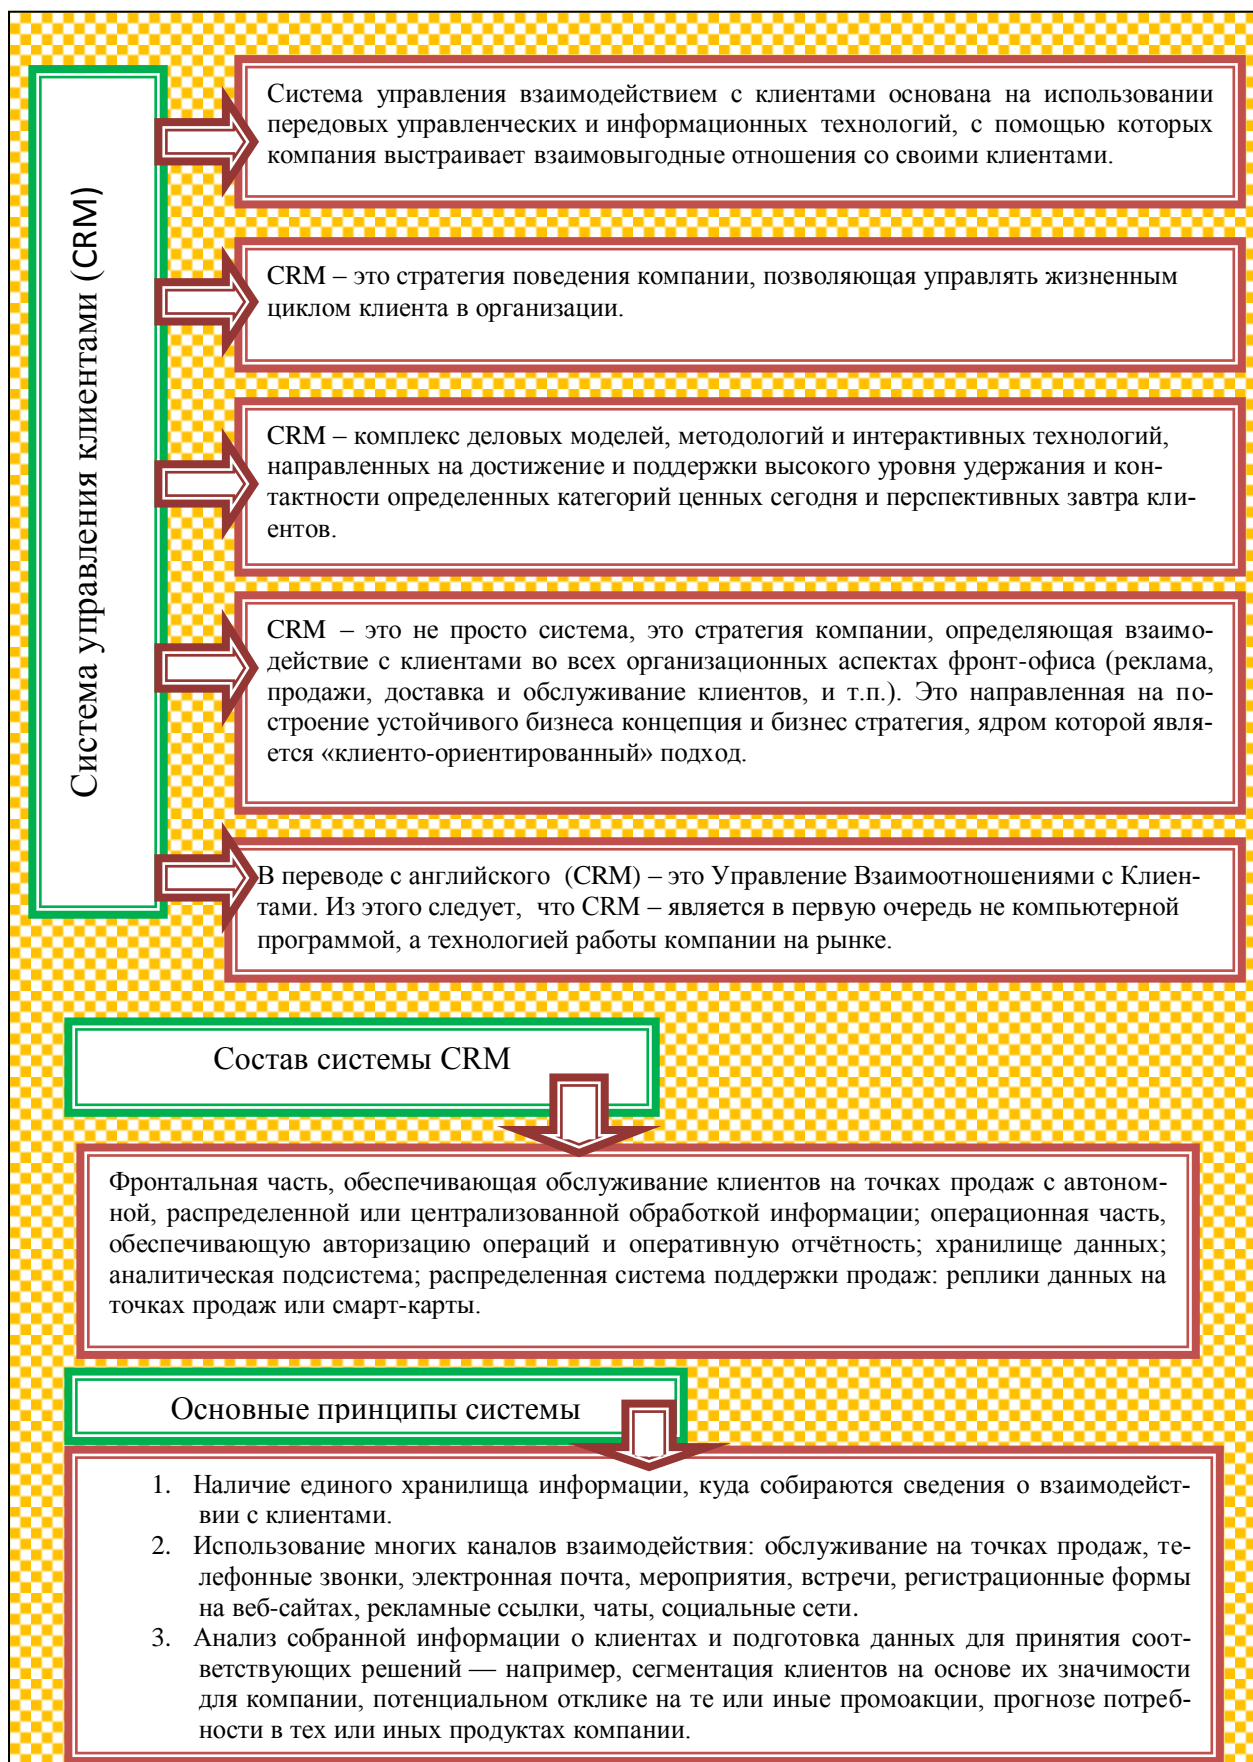 Система управления клиентами (CRM)
Система управления взаимодействием с клиентами основана на использовании
передовых управленческих и информационных технологий, с помощью которых
компания выстраивает взаимовыгодные отношения со своими клиентами.
CRM – это стратегия поведения компании, позволяющая управлять жизненным
циклом клиента в организации.
CRM – комплекс деловых моделей, методологий и интерактивных технологий,
направленных на достижение и поддержки высокого уровня удержания и кон-
тактности определенных категорий ценных сегодня и перспективных завтра кли-
ентов.
CRM – это не просто система, это стратегия компании, определяющая взаимо-
действие с клиентами во всех организационных аспектах фронт-офиса (реклама,
продажи, доставка и обслуживание клиентов, и т.п.). Это направленная на по-
строение устойчивого бизнеса концепция и бизнес стратегия, ядром которой явля-
ется «клиенто-ориентированный» подход.
В переводе с английского (CRM) – это Управление Взаимоотношениями с Клиен-
тами. Из этого следует, что CRM – является в первую очередь не компьютерной
программой, а технологией работы компании на рынке.
Состав системы CRM
Фронтальная часть, обеспечивающая обслуживание клиентов на точках продаж с автоном-
ной, распределенной или централизованной обработкой информации; операционная часть,
обеспечивающую авторизацию операций и оперативную отчётность; хранилище данных;
аналитическая подсистема; распределенная система поддержки продаж: реплики данных на
точках продаж или смарт-карты.
Основные принципы системы
1. Наличие единого хранилища информации, куда собираются сведения о взаимодейст-
вии с клиентами.
2. Использование многих каналов взаимодействия: обслуживание на точках продаж, те-
лефонные звонки, электронная почта, мероприятия, встречи, регистрационные формы
на веб-сайтах, рекламные ссылки, чаты, социальные сети.
3. Анализ собранной информации о клиентах и подготовка данных для принятия соот-
ветствующих решений — например, сегментация клиентов на основе их значимости
для компании, потенциальном отклике на те или иные промоакции, прогнозе потреб-
ности в тех или иных продуктах компании.